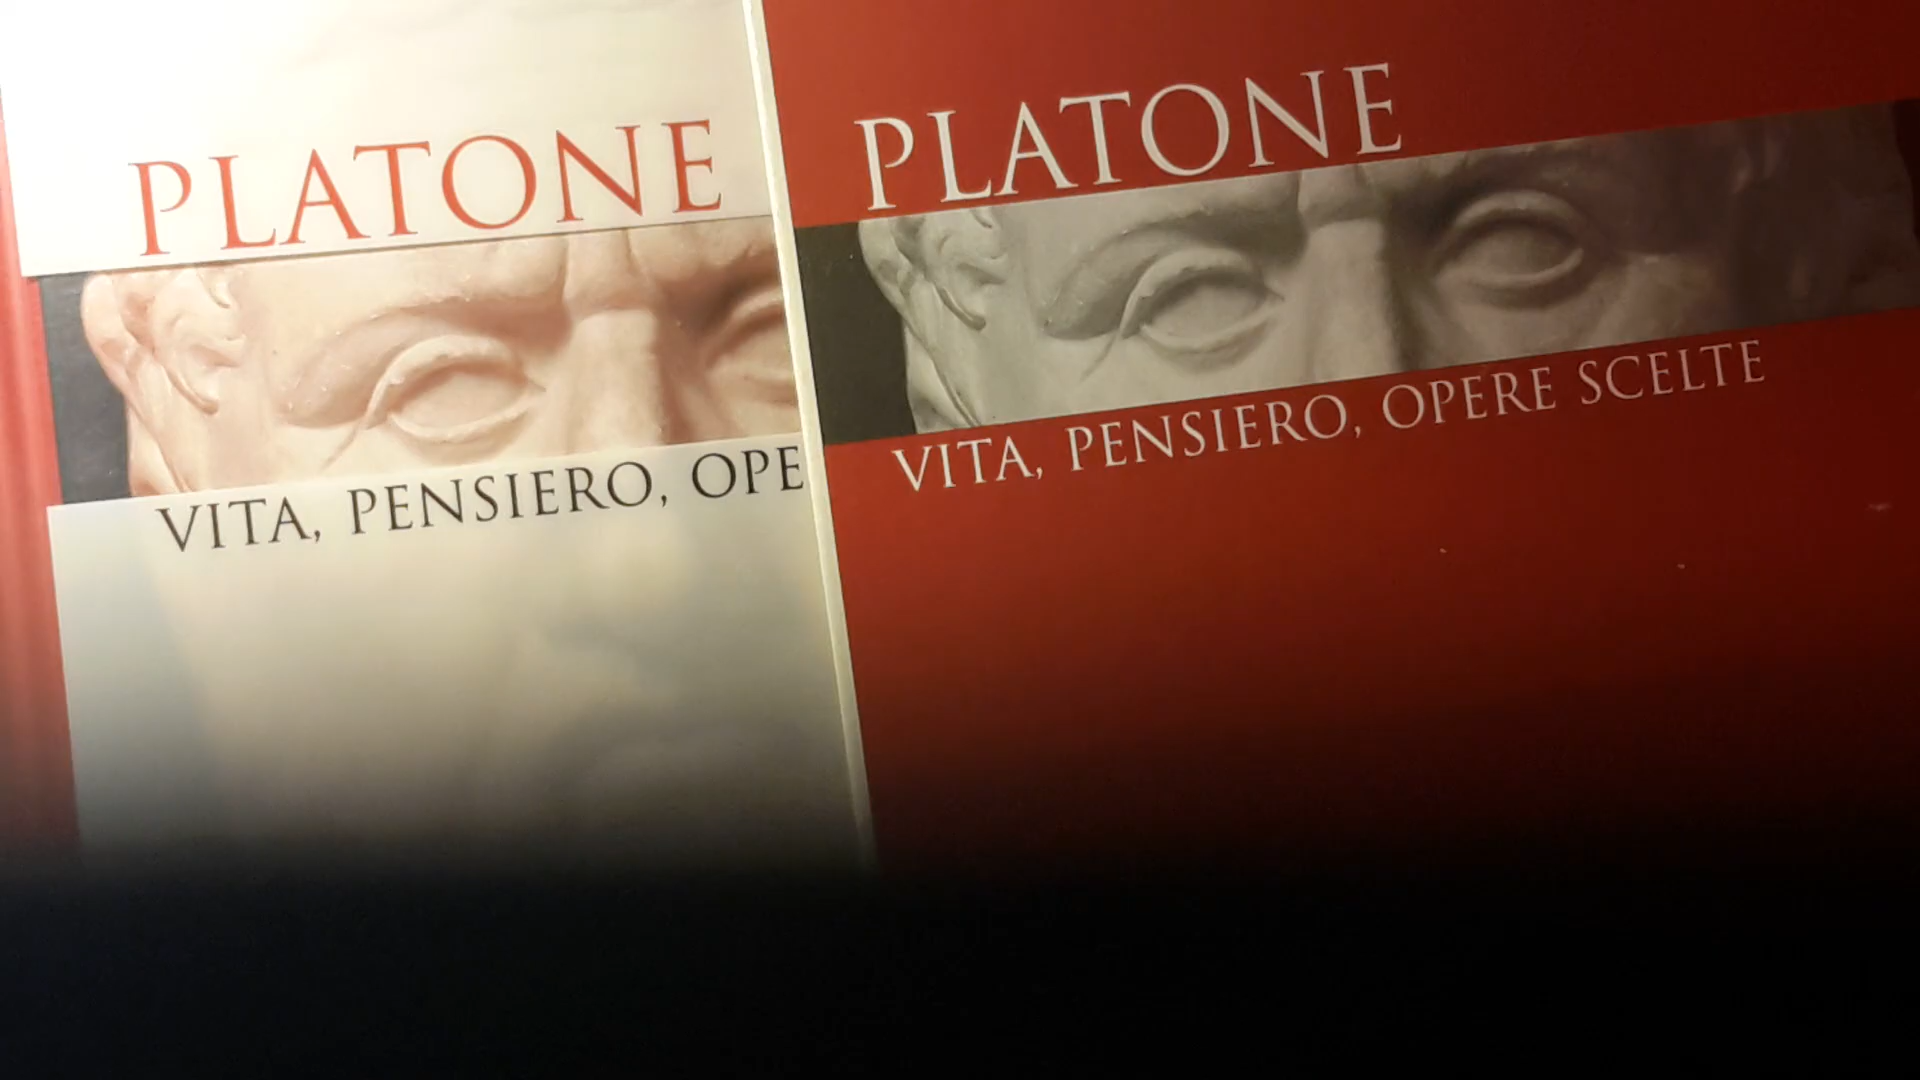 PLATONE
VITA, PENSIERO, OPE
PLATONE
VITA, PENSIERO, OPERE SCELTE